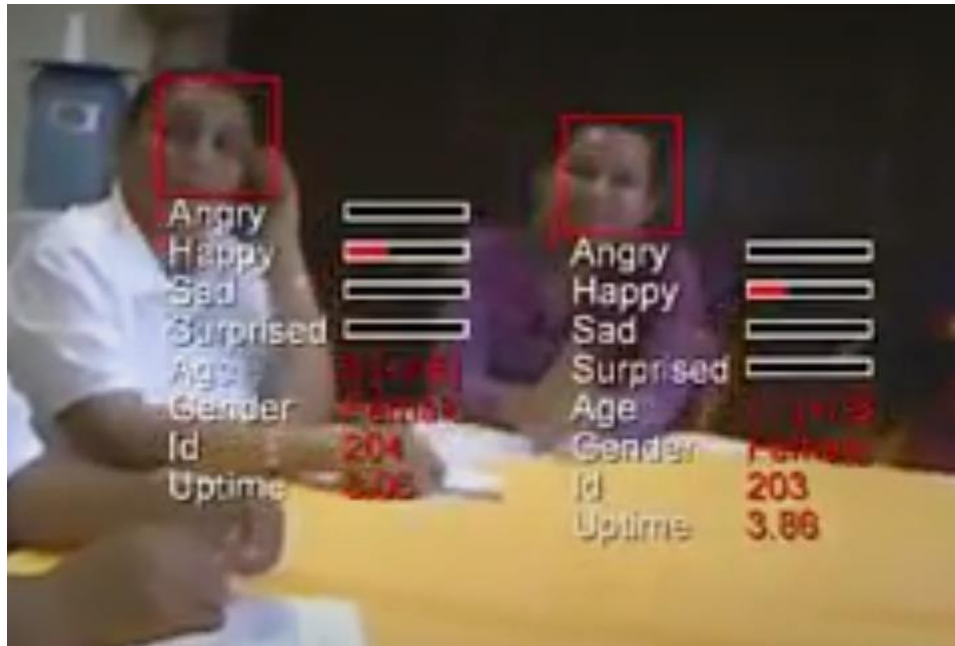 Angry
Happy
Sad
Surprised
Age
Gender
Id 204
Uptime
Angry
Happy
Sad
Surprised
Age
Gender
Id 203
Uptime 3.86